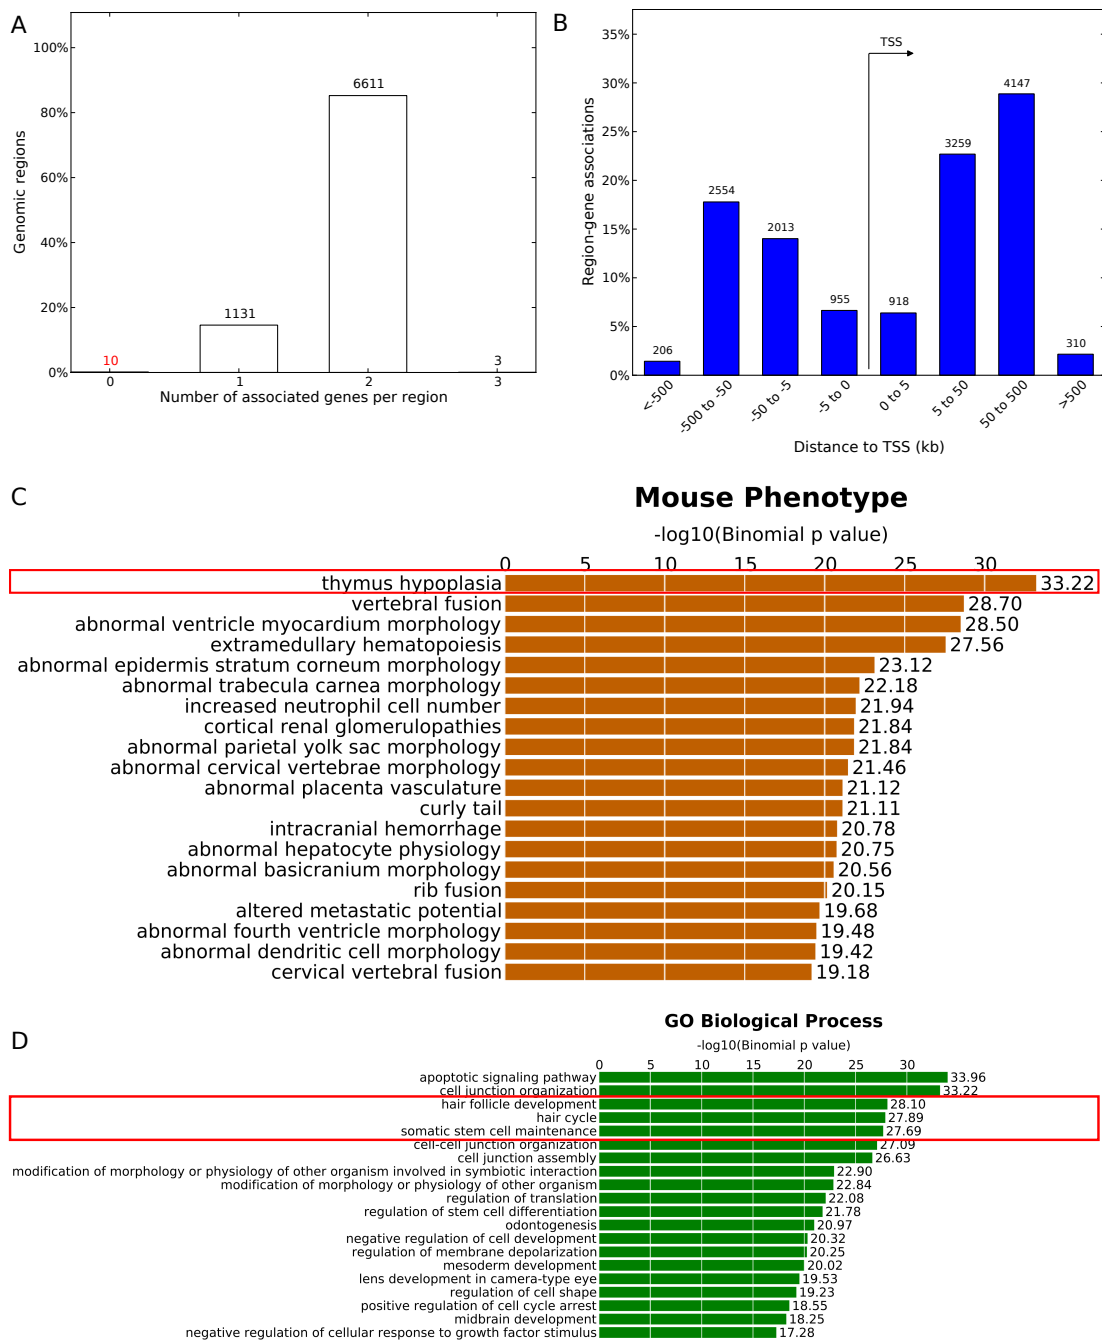 A
100%
80%
60%
40%
20%
0%
Genomic regions
10
1131
6611
3
0 1 2 3
Number of associated genes per region
B
35%
30%
25%
20%
15%
10%
5%
0%
Region-gene associations
TSS
206
2554
2013
955
918
3259
4147
310
<-500
-500 to -50
-50 to -5
-5 to 0
0 to 5
5 to 50
50 to 500
>500
Distance to TSS (kb)
C
Mouse Phenotype
-log10(Binomial p value)
0 5 10 15 20 25 30
thymus hypoplasia 33.22
vertebral fusion 28.70
abnormal ventricle myocardium morphology 28.50
extramedullary hematopoiesis 27.56
abnormal epidermis stratum corneum morphology 23.12
abnormal trabecula carnea morphology 22.18
increased neutrophil cell number 21.94
cortical renal glomerulopathies 21.84
abnormal parietal yolk sac morphology 21.84
abnormal cervical vertebrae morphology 21.46
abnormal placenta vasculature 21.12
curly tail 21.11
intracranial hemorrhage 20.78
abnormal hepatocyte physiology 20.75
abnormal basicranium morphology 20.56
rib fusion 20.15
altered metastatic potential 19.68
abnormal fourth ventricle morphology 19.48
abnormal dendritic cell morphology 19.42
cervical vertebral fusion 19.18
D
GO Biological Process
-log10(Binomial p value)
0 5 10 15 20 25 30
apoptotic signaling pathway 33.96
cell junction organization 33.22
hair follicle development 28.10
hair cycle 27.89
somatic stem cell maintenance 27.69
cell-cell junction organization 27.09
cell junction assembly 26.63
modification of morphology or physiology of other organism involved in symbiotic interaction 22.90
modification of morphology or physiology of other organism 22.84
regulation of translation 22.08
regulation of stem cell differentiation 21.78
odontogenesis 20.97
negative regulation of cell development 20.32
regulation of membrane depolarization 20.25
mesoderm development 20.02
lens development in camera-type eye 19.53
regulation of cell shape 19.23
positive regulation of cell cycle arrest 18.55
midbrain development 18.25
negative regulation of cellular response to growth factor stimulus 17.28